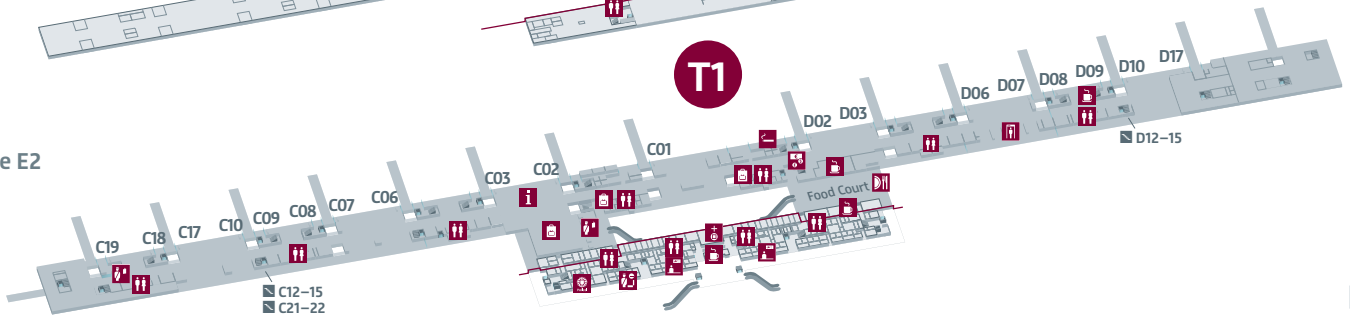 T1
D17
D10
D09
D08
D07
D06
D03
D02
C01
C02
C03
C06
C07
C08
C09
C10
C17
C18
C19
e E2
D12–15
Food Court
i
C12–15
C21–22